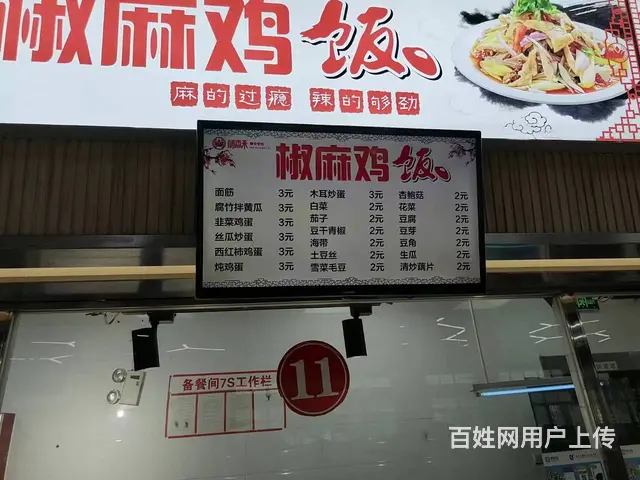 椒麻鸡饭。
麻的过瘾 辣的够劲
椒麻鸡饭。
面筋 3元 木耳炒蛋 3元 杏鲍菇 2元
腐竹拌黄瓜 3元 白菜 2元 花菜 2元
韭菜鸡蛋 3元 茄子 2元 豆腐 2元
丝瓜炒蛋 3元 豆干青椒 2元 豆芽 2元
西红柿鸡蛋 3元 海带 2元 豆角 2元
炖鸡蛋 3元 土豆丝 2元 生瓜 2元
雪菜毛豆 2元 清炒藕片 2元
备餐间7S工作栏
11
百姓网用户上传